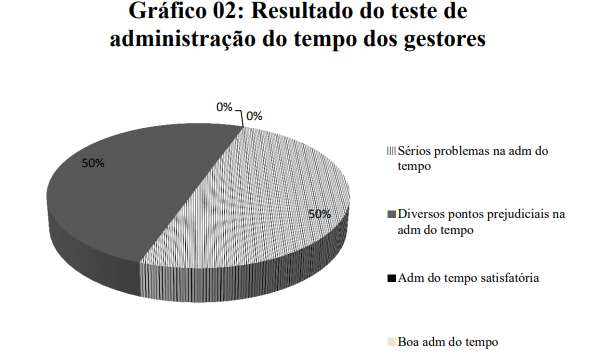 Gráfico 02: Resultado do teste de
administração do tempo dos gestores
0%
0%
50%
50%
Sérios problemas na adm do
tempo
Diversos pontos prejudiciais na
adm do tempo
Adm do tempo satisfatória
Boa adm do tempo